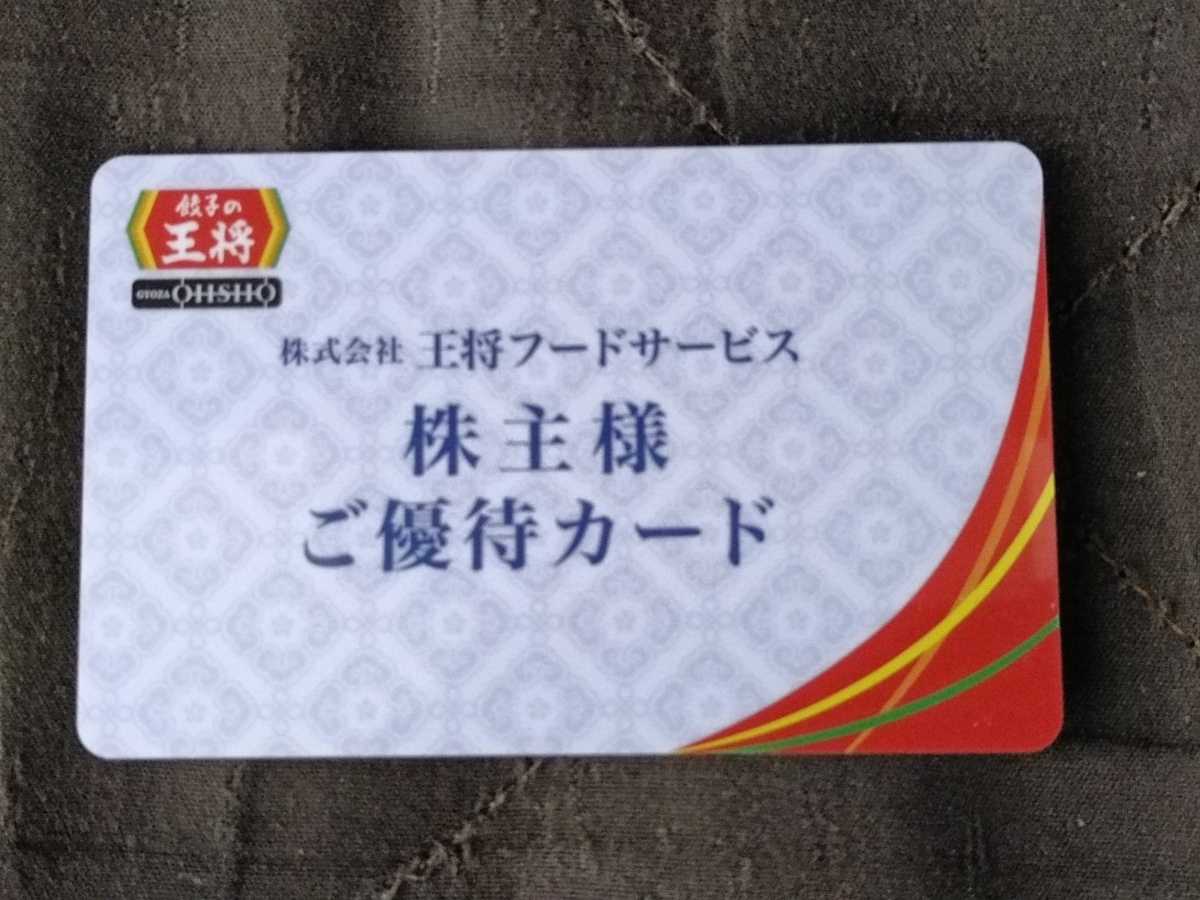 餃子の
王将
GYOZA OHSHO
株式会社 王将フードサービス
株主様
ご優待カード